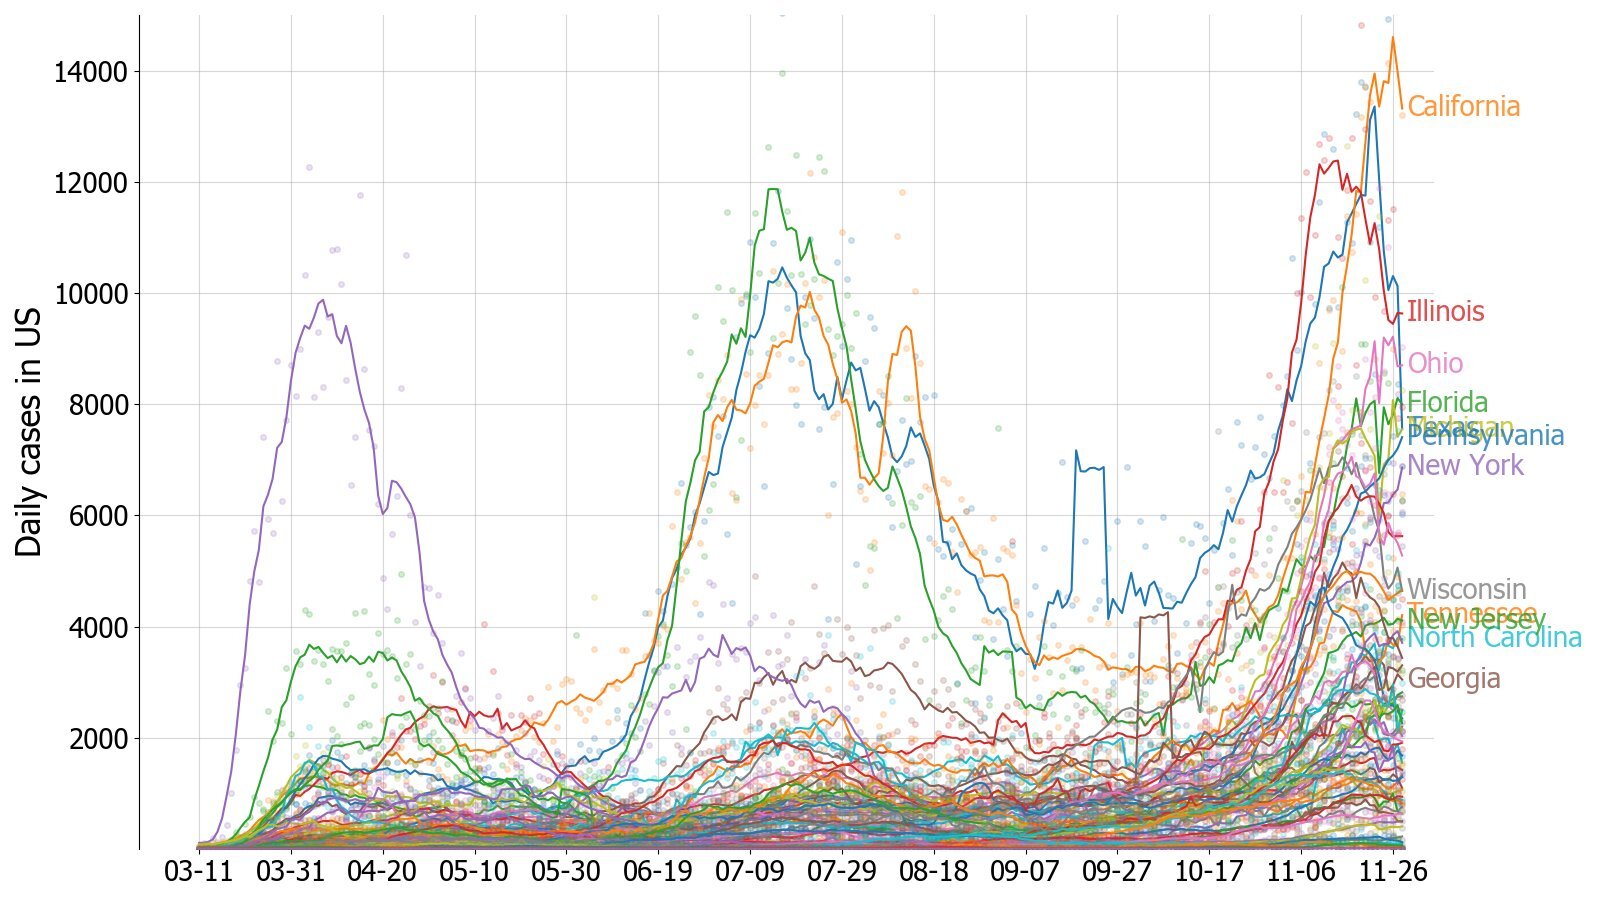 Daily cases in US
14000
12000
10000
8000
6000
4000
2000
03-11 03-31 04-20 05-10 05-30 06-19 07-09 07-29 08-18 09-07 09-27 10-17 11-06 11-26
California
Illinois
Ohio
Florida
Michigan
Texas
Pennsylvania
New York
Wisconsin
Tennessee
New Jersey
North Carolina
Georgia